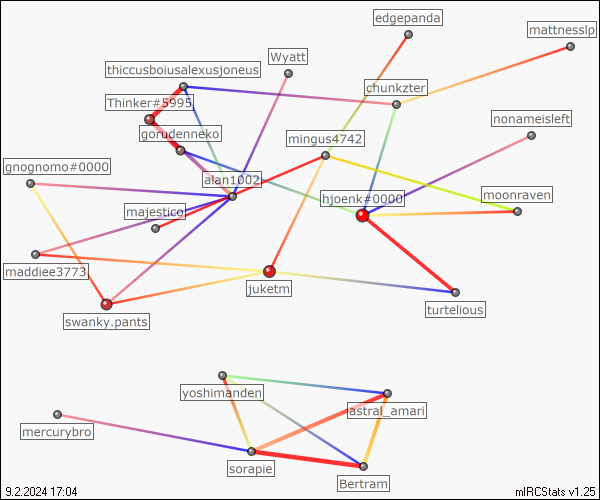 edgepanda
mattnesslp
Wyatt
thiccusboiusalexusjoneus
chunkzter
Thinker#5995
nonameisleft
gorudenneko
mingus4742
gnognomo#0000
alan1002
hjoenk#0000
moonraven
majestico
maddiee3773
juketm
turtelious
swanky.pants
yoshimanden
astral_amari
mercurybro
sorapie
Bertram
9.2.2024 17:04
mIRCStats v1.25